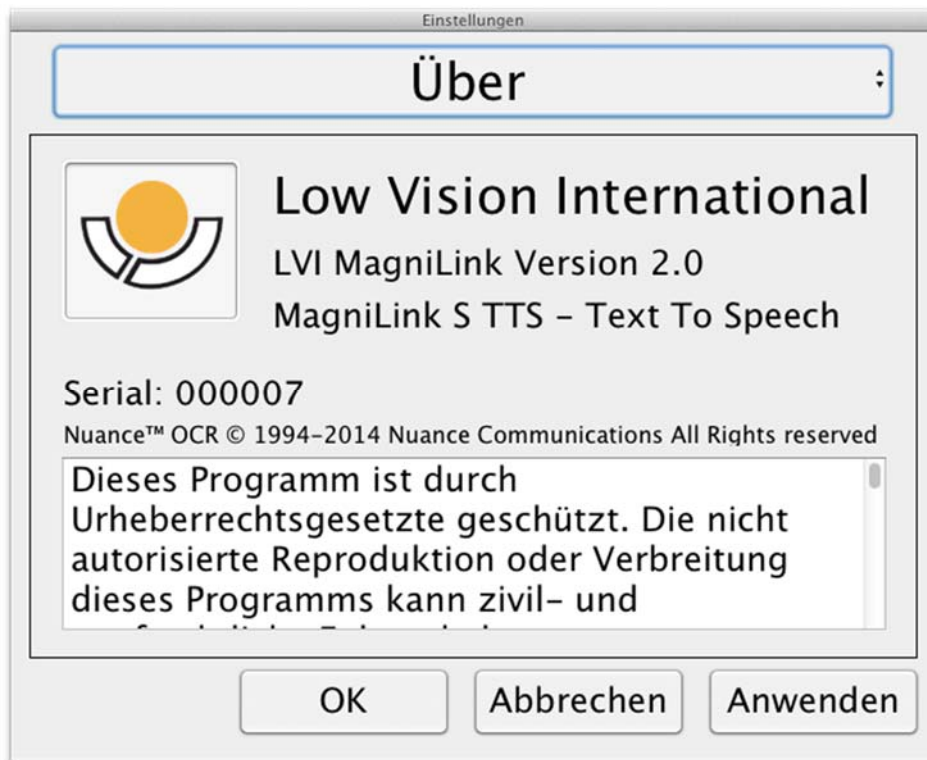 Einstellungen
Über
Low Vision International
LVI MagniLink Version 2.0
MagniLink S TTS – Text To Speech
Serial: 000007
Nuance™ OCR © 1994–2014 Nuance Communications All Rights reserved
Dieses Programm ist durch
Urheberrechtsgesetzte geschützt. Die nicht
autorisierte Reproduktion oder Verbreitung
dieses Programms kann zivil– und
OK Abbrechen Anwenden